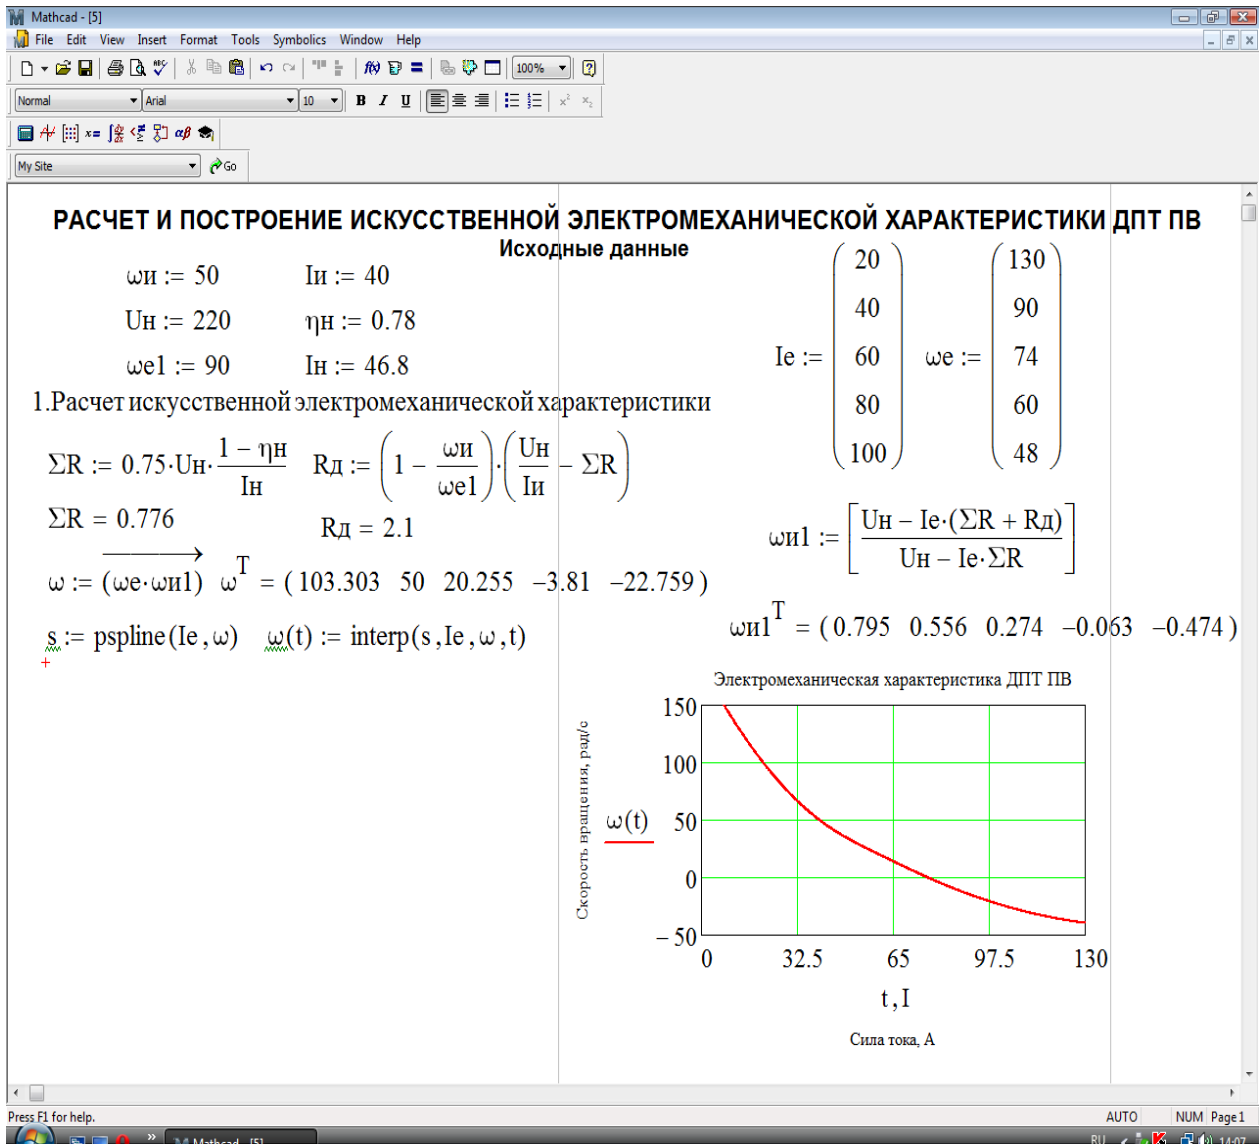 Mathcad - [5]
File Edit View Insert Format Tools Symbolics Window Help
100%
Normal Arial 10 B I U
My Site Go
РАСЧЕТ И ПОСТРОЕНИЕ ИСКУССТВЕННОЙ ЭЛЕКТРОМЕХАНИЧЕСКОЙ ХАРАКТЕРИСТИКИ ДПТ ПВ
Исходные данные
ωи := 50 Iи := 40
Uн := 220 ηн := 0.78
ωe1 := 90 Iн := 46.8
Ie := (20 40 60 80 100) ωe := (130 90 74 60 48)
1.Расчет искусственной электромеханической характеристики
ΣR := 0.75·Uн·(1 − ηн)/Iн Rд := (1 − ωи/ωe1)·(Uн/Iи − ΣR)
ΣR = 0.776 Rд = 2.1
ωи1 := [(Uн − Ie·(ΣR + Rд))/(Uн − Ie·ΣR)]
ω := (ωe·ωи1) ω^T = (103.303 50 20.255 −3.81 −22.759)
ωи1^T = (0.795 0.556 0.274 −0.063 −0.474)
s := pspline(Ie,ω) ω(t) := interp(s,Ie,ω,t)
Электромеханическая характеристика ДПТ ПВ
Скорость вращения, рад/с
ω(t)
150
100
50
0
− 50
0 32.5 65 97.5 130
t,I
Сила тока, А
Press F1 for help. AUTO NUM Page 1
Mathcad - [5] RU 14:07